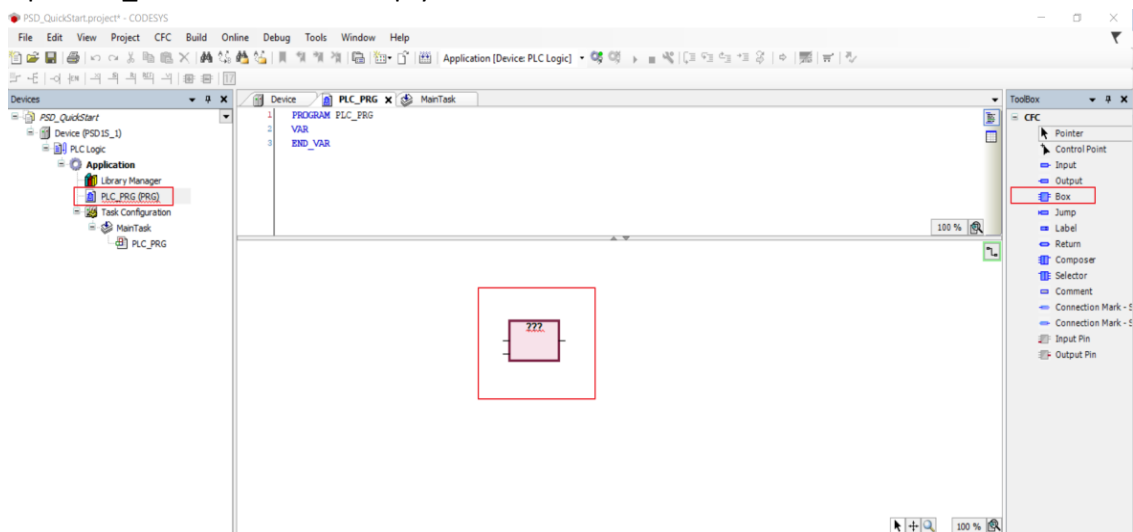 PSD_QuickStart.project* - CODESYS
File Edit View Project CFC Build Online Debug Tools Window Help
Application [Device: PLC Logic]
Devices
PSD_QuickStart
Device (PSD1S_1)
PLC Logic
Application
Library Manager
PLC_PRG (PRG)
Task Configuration
MainTask
PLC_PRG
Device PLC_PRG MainTask
1 PROGRAM PLC_PRG
2 VAR
3 END_VAR
100 %
???
100 %
ToolBox
CFC
Pointer
Control Point
Input
Output
Box
Jump
Label
Return
Composer
Selector
Comment
Connection Mark - S
Connection Mark - S
Input Pin
Output Pin